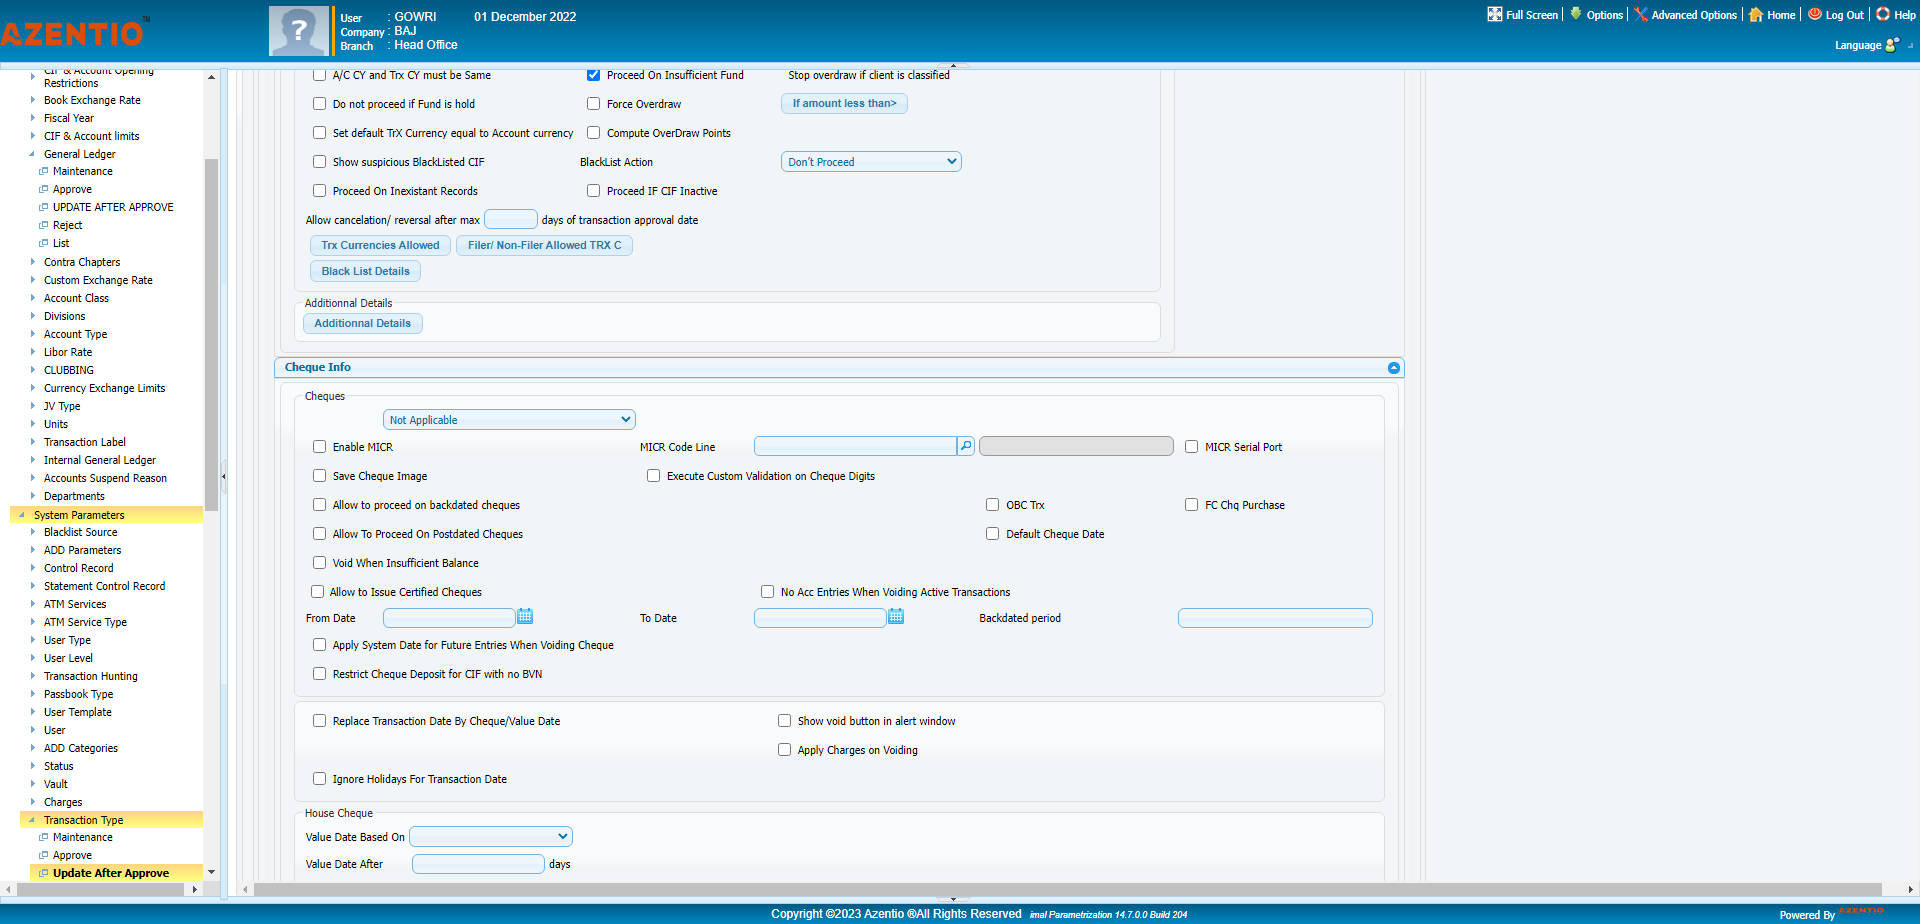 AZENTIO™
User : GOWRI 01 December 2022
Company : BAJ
Branch : Head Office
Full Screen Options Advanced Options Home Log Out Help
Language
CIF & Account Opening
Restrictions
Book Exchange Rate
Fiscal Year
CIF & Account limits
General Ledger
Maintenance
Approve
UPDATE AFTER APPROVE
Reject
List
Contra Chapters
Custom Exchange Rate
Account Class
Divisions
Account Type
Libor Rate
CLUBBING
Currency Exchange Limits
JV Type
Units
Transaction Label
Internal General Ledger
Accounts Suspend Reason
Departments
System Parameters
Blacklist Source
ADD Parameters
Control Record
Statement Control Record
ATM Services
ATM Service Type
User Type
User Level
Transaction Hunting
Passbook Type
User Template
User
ADD Categories
Status
Vault
Charges
Transaction Type
Maintenance
Approve
Update After Approve
A/C CY and Trx CY must be Same Proceed On Insufficient Fund Stop overdraw if client is classified
Do not proceed if Fund is hold Force Overdraw If amount less than>
Set default TrX Currency equal to Account currency Compute OverDraw Points
Show suspicious BlackListed CIF BlackList Action Don't Proceed
Proceed On Inexistant Records Proceed IF CIF Inactive
Allow cancelation/ reversal after max days of transaction approval date
Trx Currencies Allowed Filer/ Non-Filer Allowed TRX C
Black List Details
Additionnal Details
Additionnal Details
Cheque Info
Cheques
Not Applicable
Enable MICR MICR Code Line MICR Serial Port
Save Cheque Image Execute Custom Validation on Cheque Digits
Allow to proceed on backdated cheques OBC Trx FC Chq Purchase
Allow To Proceed On Postdated Cheques Default Cheque Date
Void When Insufficient Balance
Allow to Issue Certified Cheques No Acc Entries When Voiding Active Transactions
From Date To Date Backdated period
Apply System Date for Future Entries When Voiding Cheque
Restrict Cheque Deposit for CIF with no BVN
Replace Transaction Date By Cheque/Value Date Show void button in alert window
Apply Charges on Voiding
Ignore Holidays For Transaction Date
House Cheque
Value Date Based On
Value Date After days
Copyright ©2023 Azentio ®All Rights Reserved imal Parametrization 14.7.0.0 Build 204
Powered By AZENTIO